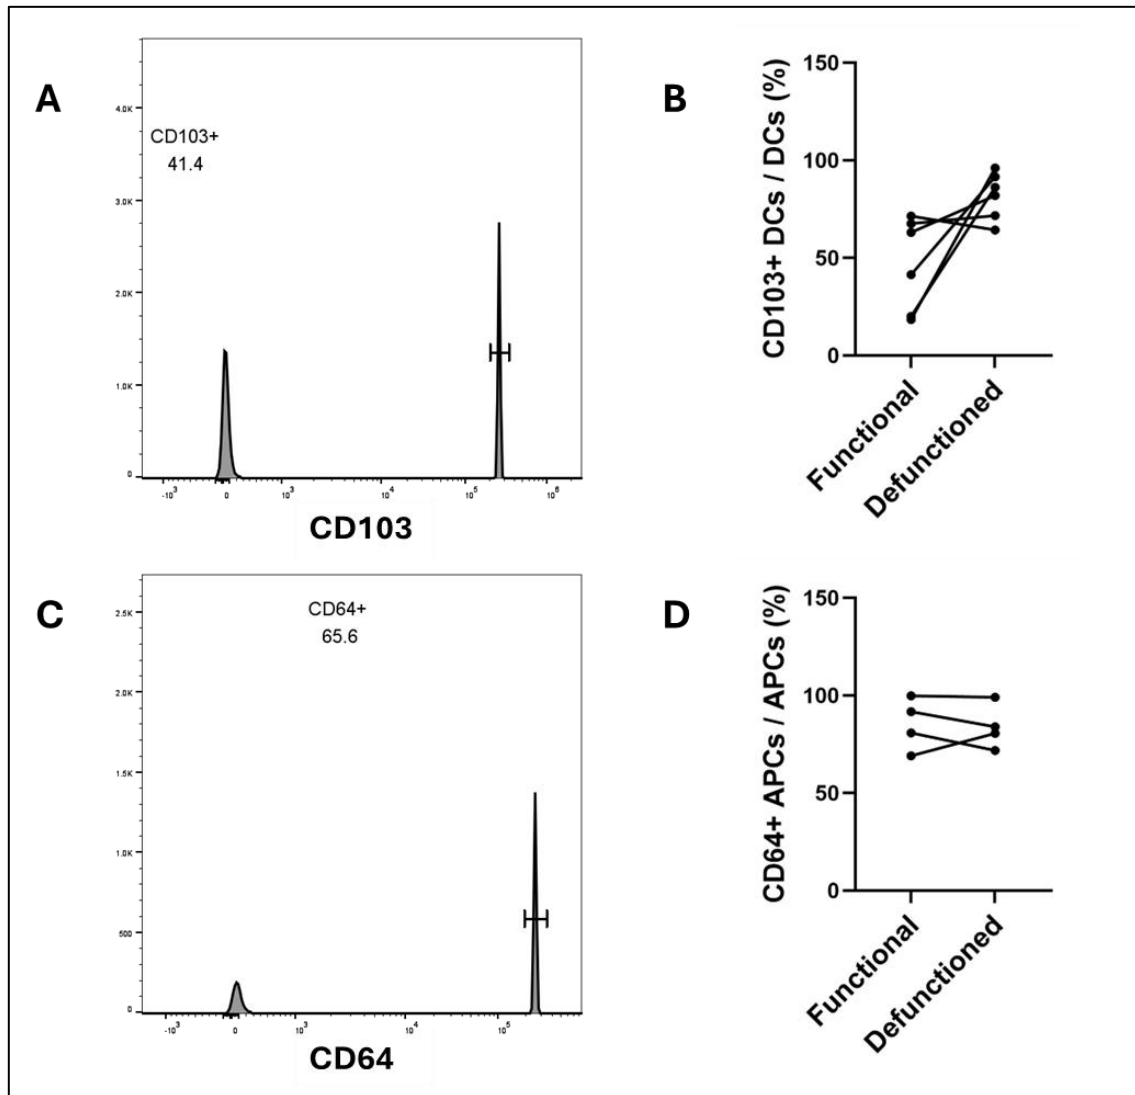 A
CD103+
41.4
4.0K
3.0K
2.0K
1.0K
0
-10³ 0 10³ 10⁴ 10⁵ 10⁶
CD103
B
CD103+ DCs / DCs (%)
150
100
50
0
Functional
Defunctioned
C
CD64+
65.6
2.5K
2.0K
1.5K
1.0K
500
0
-10³ 0 10³ 10⁴ 10⁵
CD64
D
CD64+ APCs / APCs (%)
150
100
50
0
Functional
Defunctioned